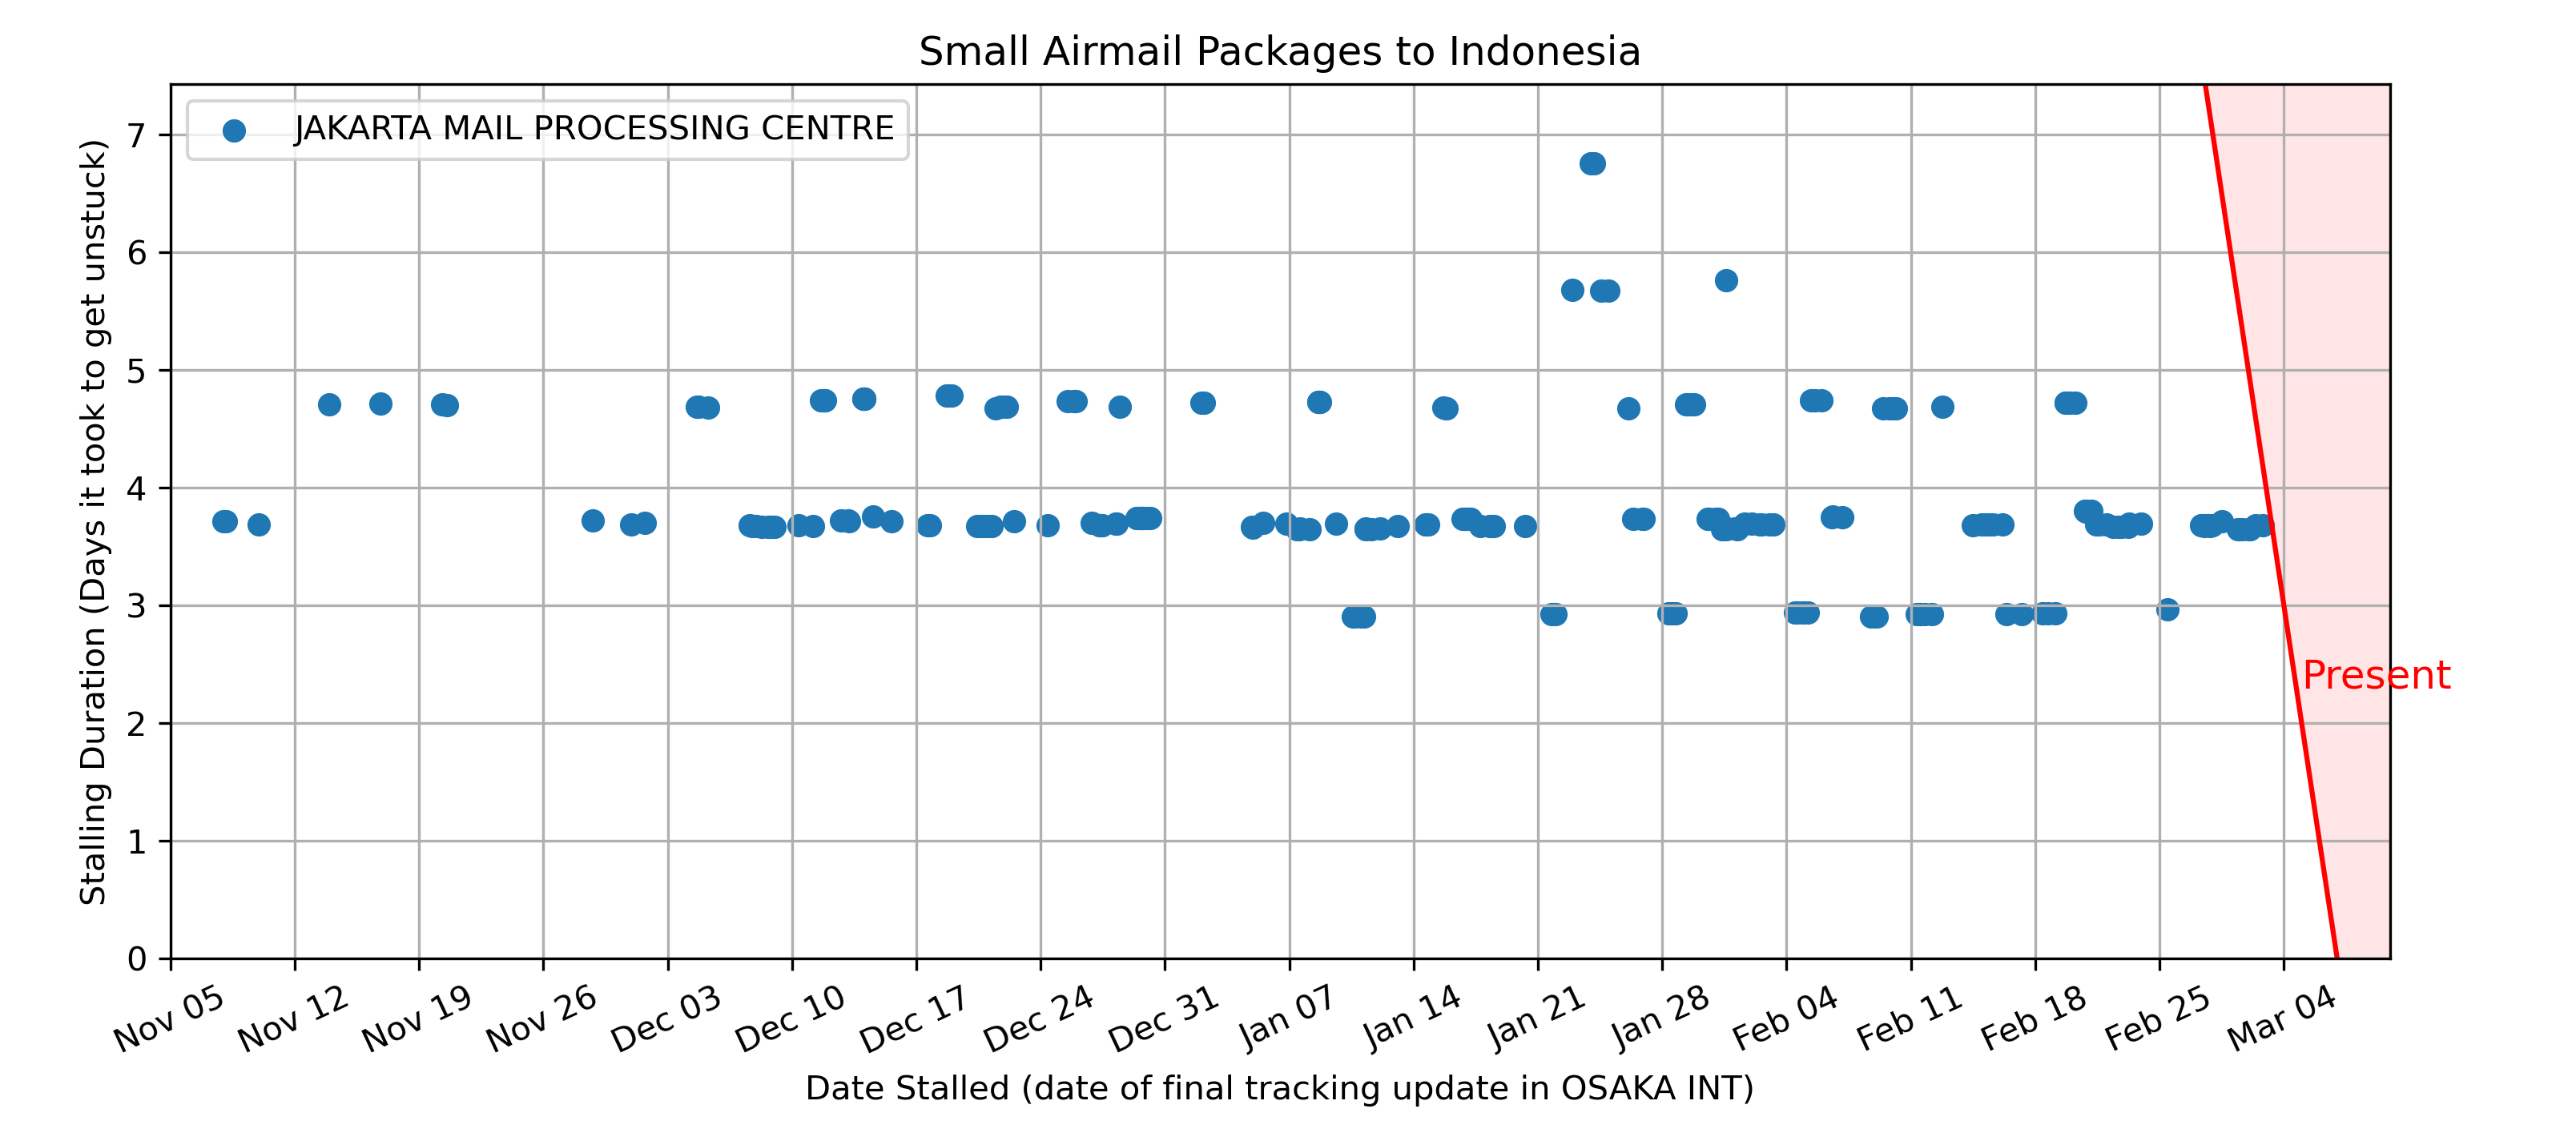 Small Airmail Packages to Indonesia
JAKARTA MAIL PROCESSING CENTRE
Stalling Duration (Days it took to get unstuck)
7
6
5
4
3
2
1
0
Present
Nov 05
Nov 12
Nov 19
Nov 26
Dec 03
Dec 10
Dec 17
Dec 24
Dec 31
Jan 07
Jan 14
Jan 21
Jan 28
Feb 04
Feb 11
Feb 18
Feb 25
Mar 04
Date Stalled (date of final tracking update in OSAKA INT)